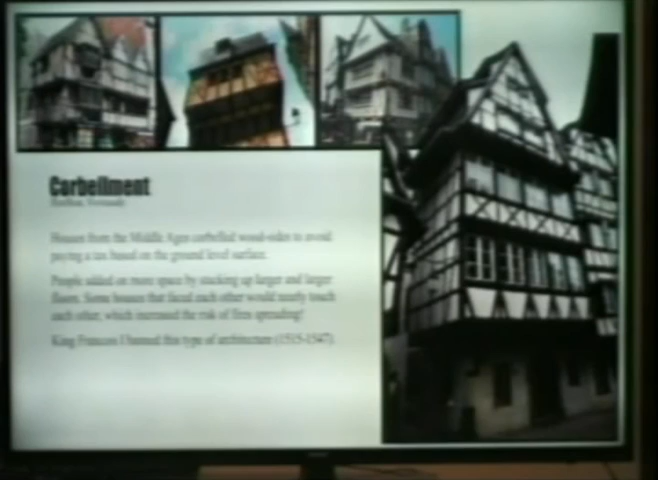 Corbellment
Houses from the Middle Ages corbelled wood-sides to avoid
paying a tax based on the ground level surface.
People added on more space by stacking up larger and larger
floors. Some houses that faced each other would nearly touch
each other, which increased the risk of fires spreading!
King Francois I banned this type of architecture (1515-1547).